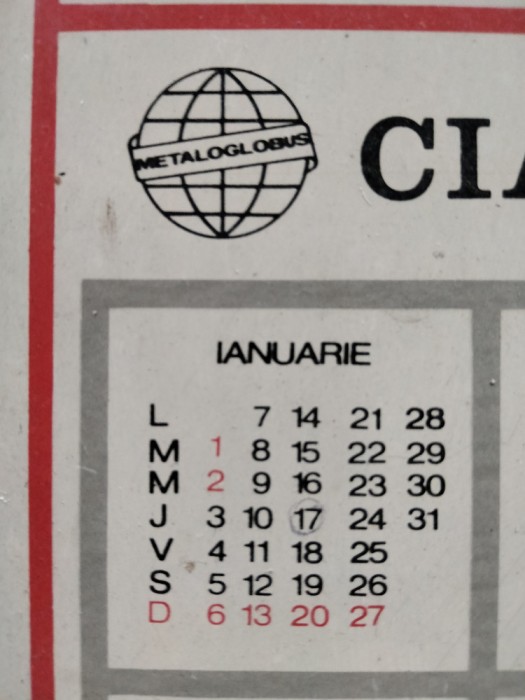 METALOGLOBUS
CIA
IANUARIE
L 7 14 21 28
M 1 8 15 22 29
M 2 9 16 23 30
J 3 10 17 24 31
V 4 11 18 25
S 5 12 19 26
D 6 13 20 27